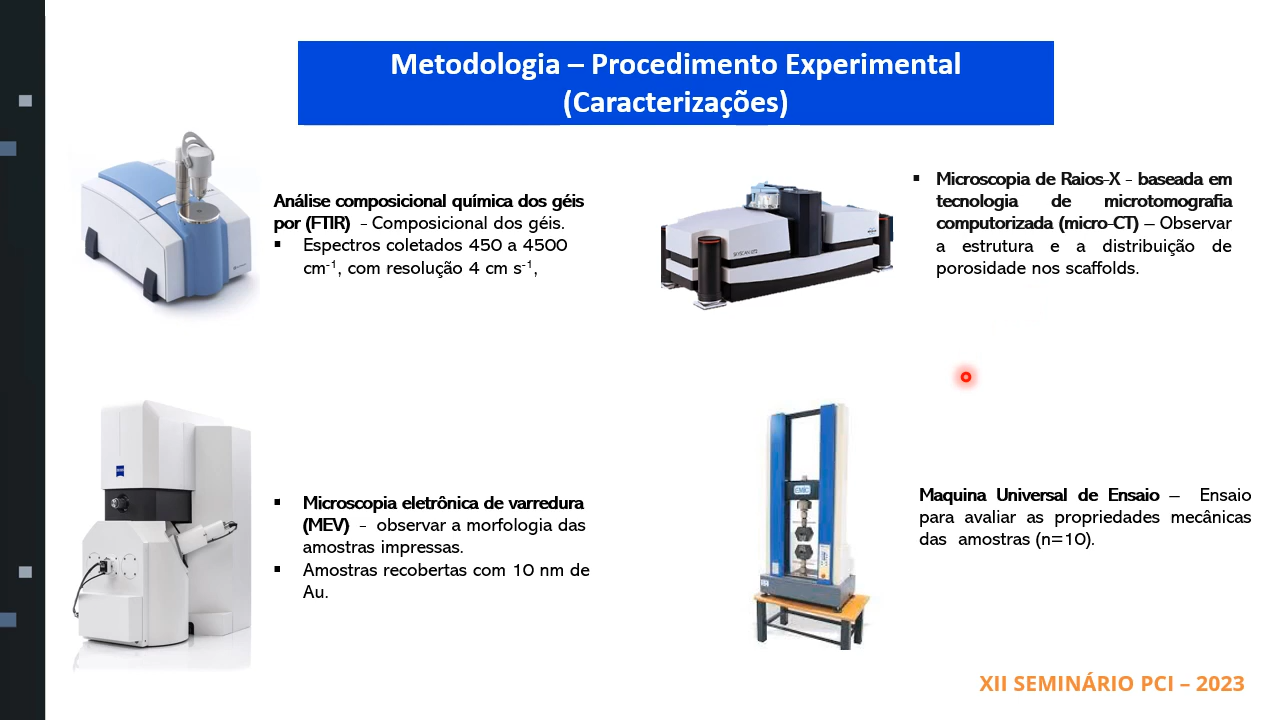 Metodologia – Procedimento Experimental
(Caracterizações)
Análise composicional química dos géis
por (FTIR) - Composicional dos géis.
▪ Espectros coletados 450 a 4500
cm⁻¹, com resolução 4 cm s⁻¹,
▪ Microscopia de Raios-X - baseada em
tecnologia de microtomografia
computorizada (micro-CT) – Observar
a estrutura e a distribuição de
porosidade nos scaffolds.
▪ Microscopia eletrônica de varredura
(MEV) - observar a morfologia das
amostras impressas.
▪ Amostras recobertas com 10 nm de
Au.
EMIC
Maquina Universal de Ensaio – Ensaio
para avaliar as propriedades mecânicas
das amostras (n=10).
XII SEMINÁRIO PCI – 2023